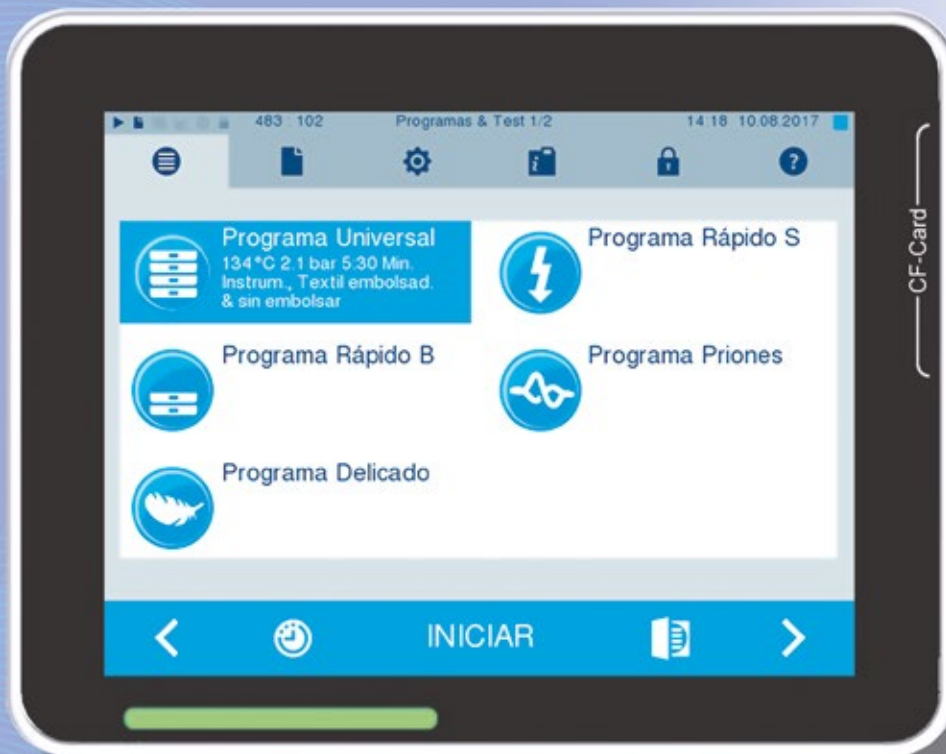 483 : 102 Programas & Test 1/2 14:18 10.08.2017
Programa Universal
134°C 2.1 bar 5:30 Min.
Instrum., Textil embolsad.
& sin embolsar
Programa Rápido S
Programa Rápido B
Programa Priones
Programa Delicado
INICIAR
CF-Card